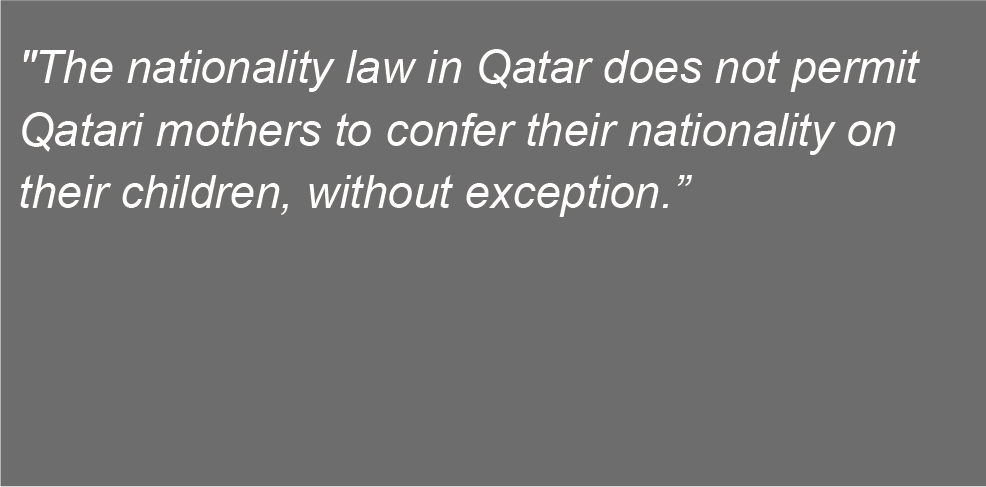 "The nationality law in Qatar does not permit
Qatari mothers to confer their nationality on
their children, without exception.”